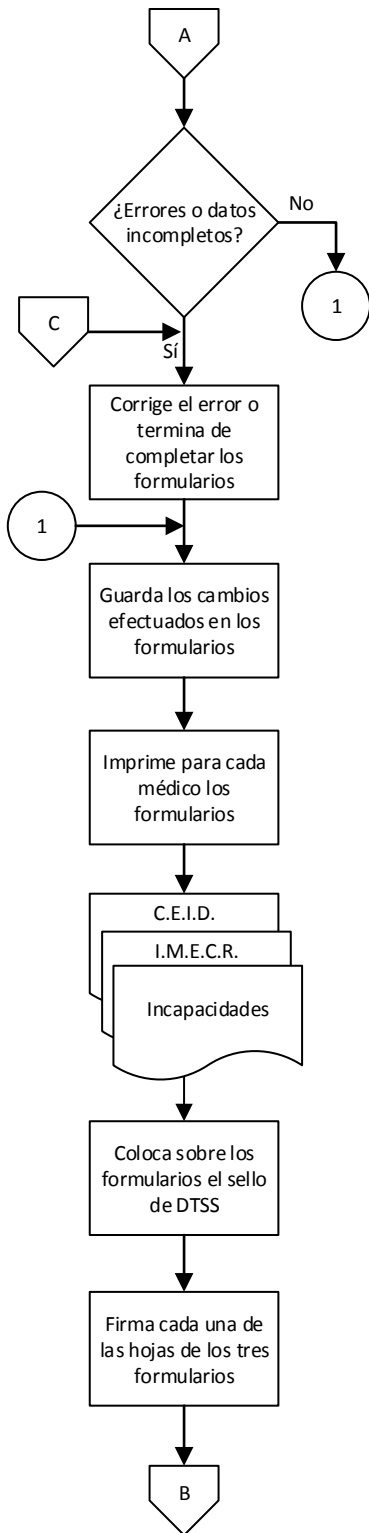 A
¿Errores o datos
incompletos?
No
1
C
Sí
Corrige el error o
termina de
completar los
formularios
1
Guarda los cambios
efectuados en los
formularios
Imprime para cada
médico los
formularios
C.E.I.D.
I.M.E.C.R.
Incapacidades
Coloca sobre los
formularios el sello
de DTSS
Firma cada una de
las hojas de los tres
formularios
B